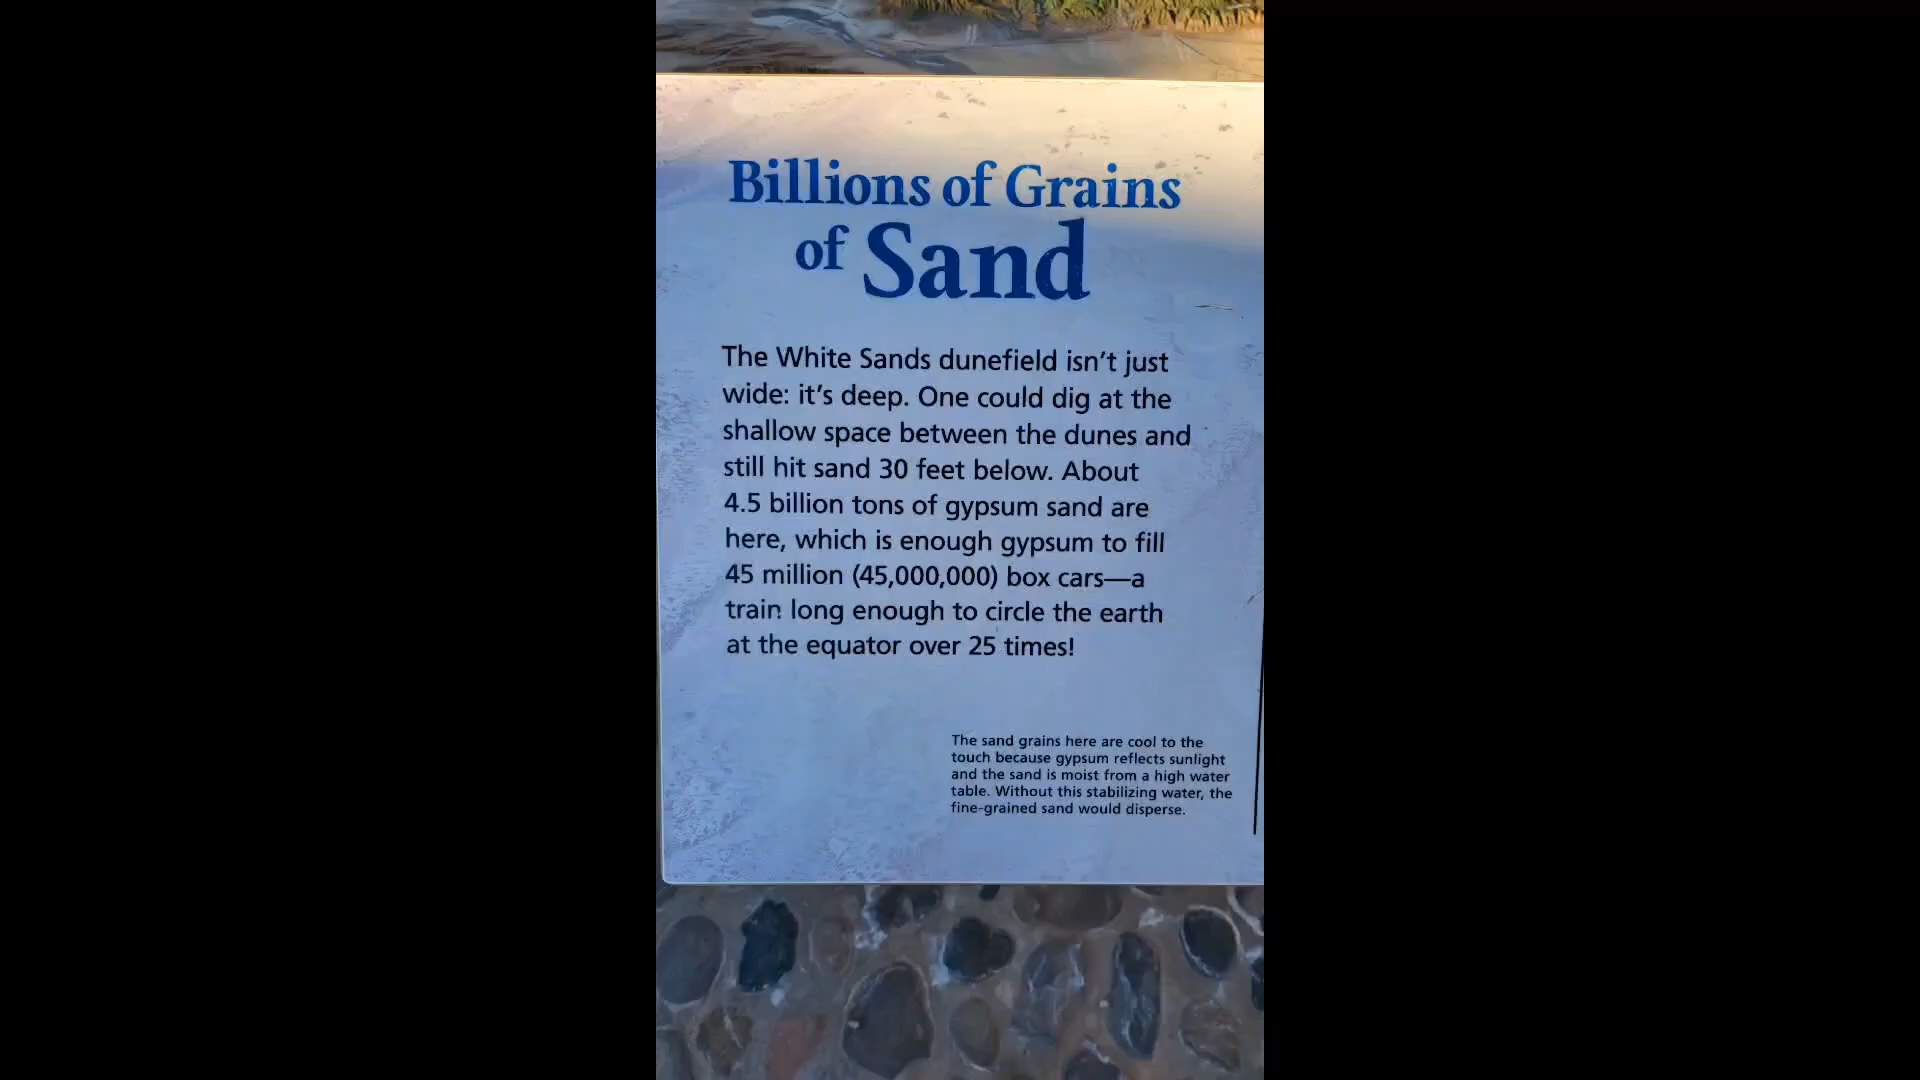 Billions of Grains
of Sand
The White Sands dunefield isn't just
wide: it's deep. One could dig at the
shallow space between the dunes and
still hit sand 30 feet below. About
4.5 billion tons of gypsum sand are
here, which is enough gypsum to fill
45 million (45,000,000) box cars—a
train long enough to circle the earth
at the equator over 25 times!
The sand grains here are cool to the
touch because gypsum reflects sunlight
and the sand is moist from a high water
table. Without this stabilizing water, the
fine-grained sand would disperse.